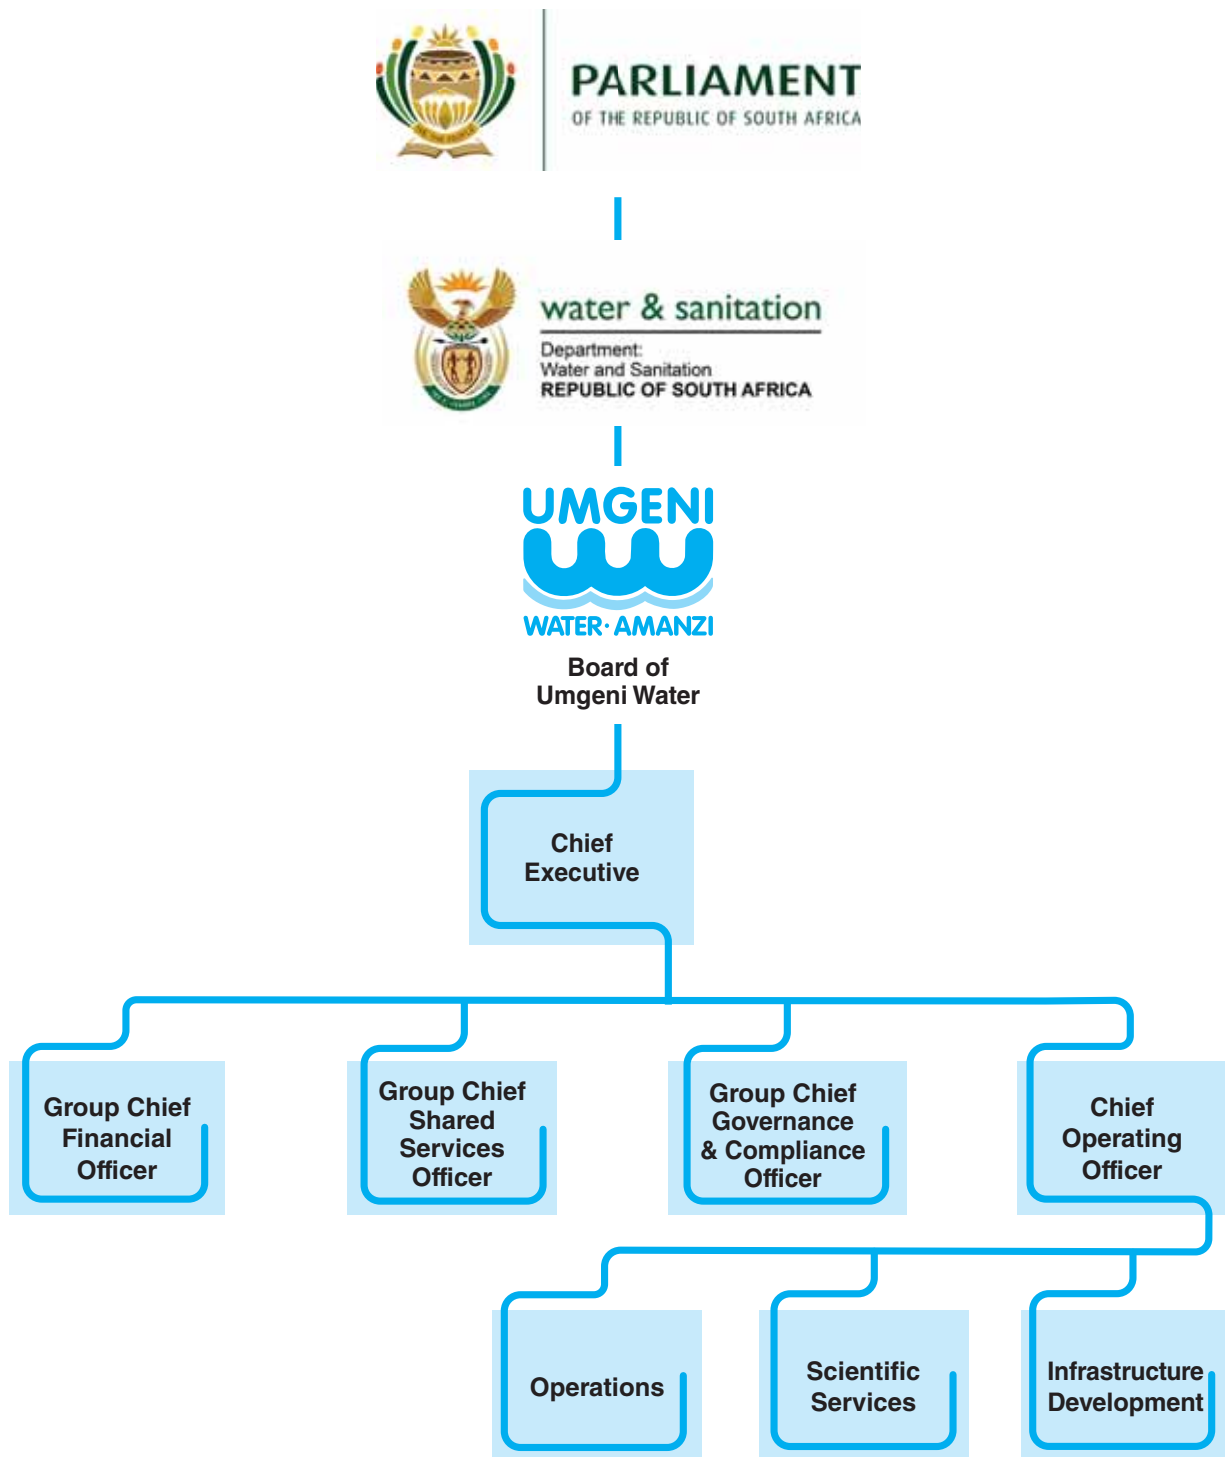 PARLIAMENT
OF THE REPUBLIC OF SOUTH AFRICA
water & sanitation
Department:
Water and Sanitation
REPUBLIC OF SOUTH AFRICA
UMGENI
WATER·AMANZI
Board of
Umgeni Water
Chief
Executive
Group Chief
Financial
Officer
Group Chief
Shared
Services
Officer
Group Chief
Governance
& Compliance
Officer
Chief
Operating
Officer
Operations
Scientific
Services
Infrastructure
Development